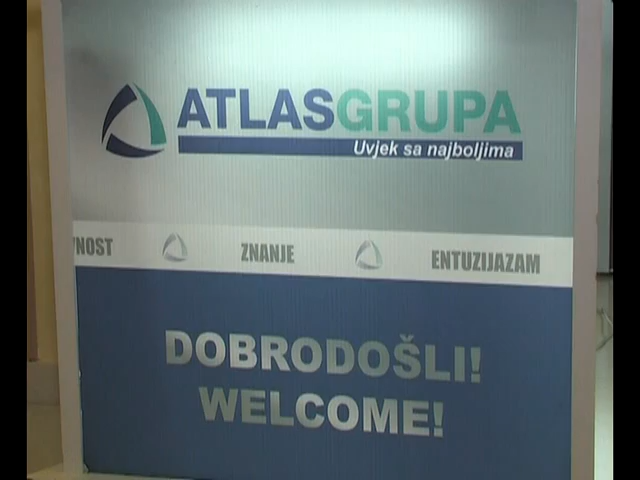 ATLASGRUPA
Uvjek sa najboljima
ZNANJE ENTUZIJAZAM
DOBRODOŠLI!
WELCOME!